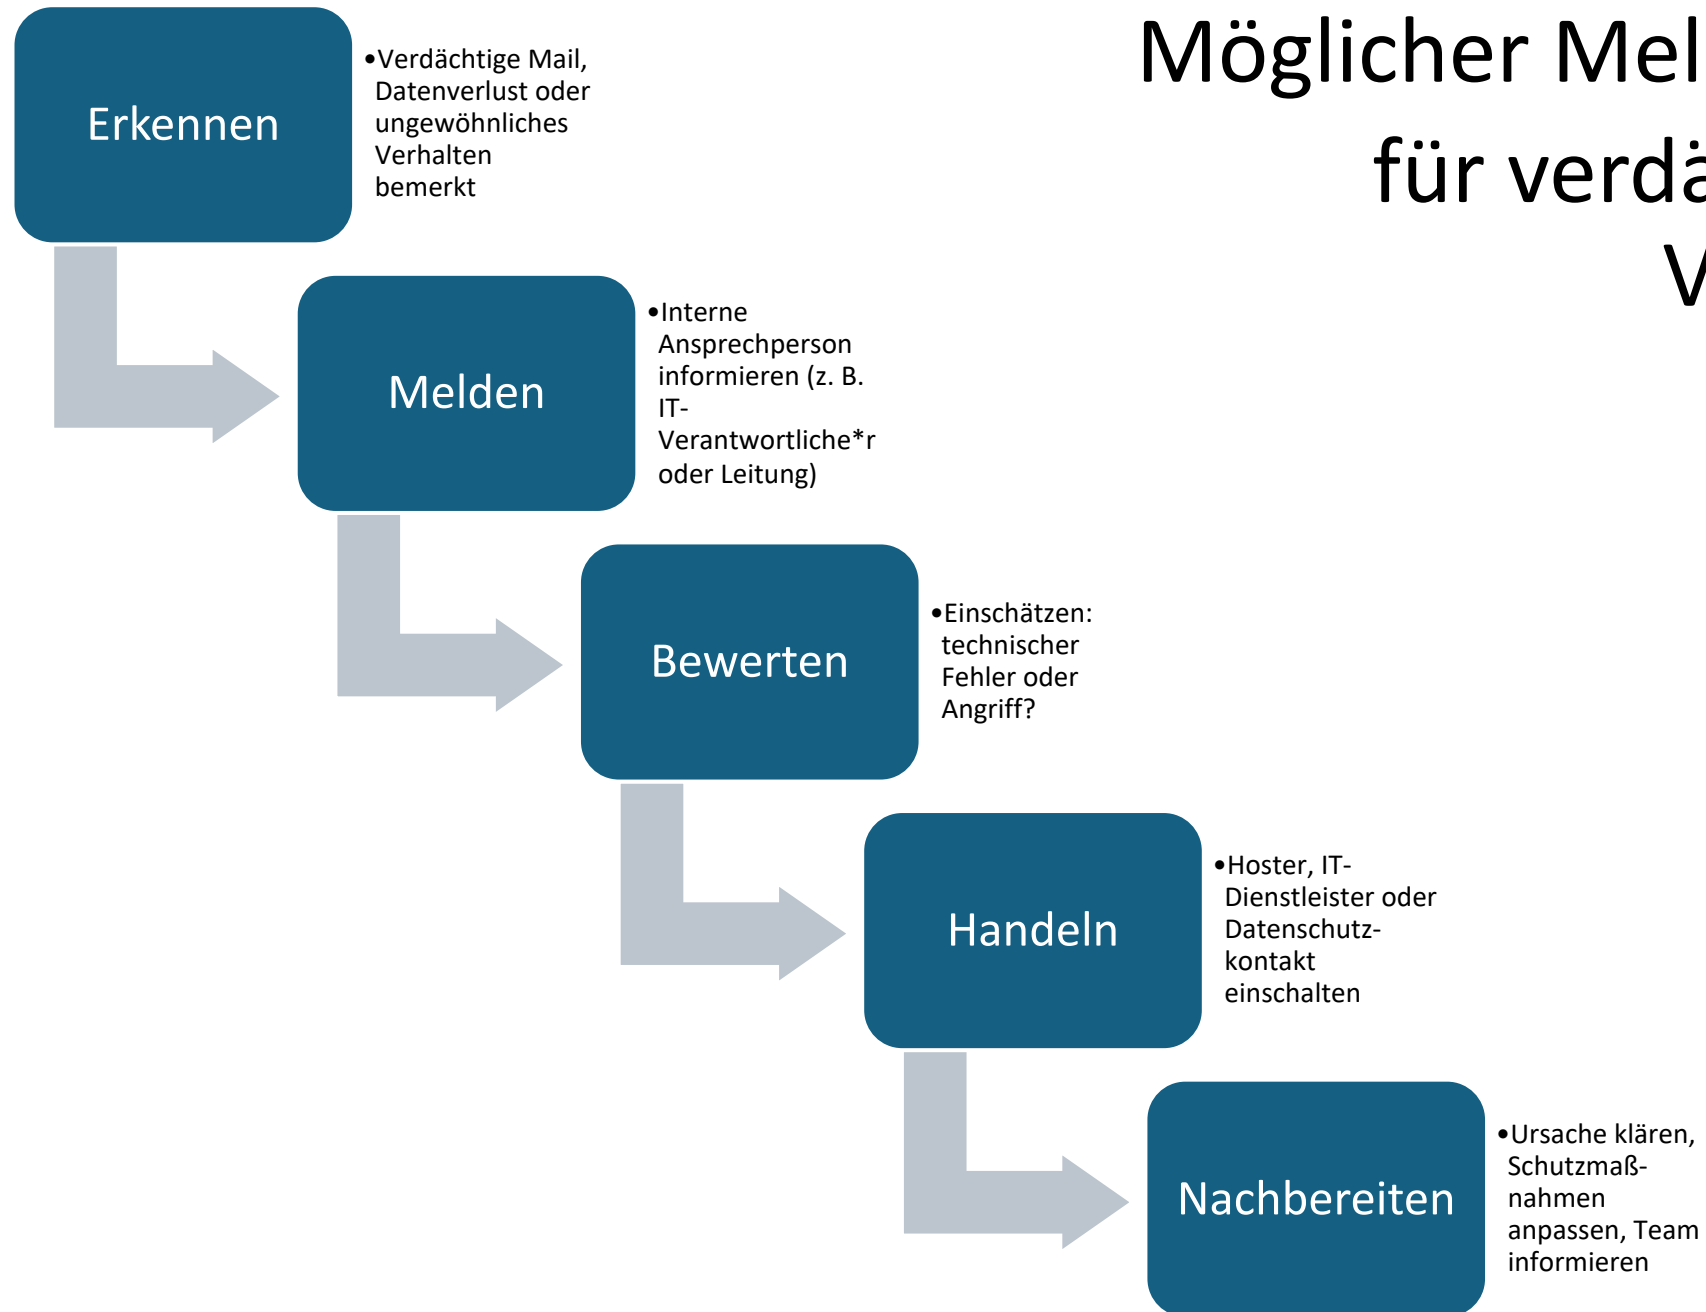 Möglicher Mel
für verdä
V
Erkennen
•Verdächtige Mail,
Datenverlust oder
ungewöhnliches
Verhalten
bemerkt
Melden
•Interne
Ansprechperson
informieren (z. B.
IT-
Verantwortliche*r
oder Leitung)
Bewerten
•Einschätzen:
technischer
Fehler oder
Angriff?
Handeln
•Hoster, IT-
Dienstleister oder
Datenschutz-
kontakt
einschalten
Nachbereiten
•Ursache klären,
Schutzmaß-
nahmen
anpassen, Team
informieren